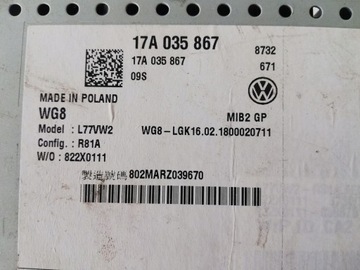 17A 035 867
8732
17A 035 867
671
09S
MADE IN POLAND
WG8
MIB2 GP
Model : L77VW2
WG8-LGK16.02.1800020711
Config. : R81A
W/O : 822X0111
製造號碼 802MARZ039670